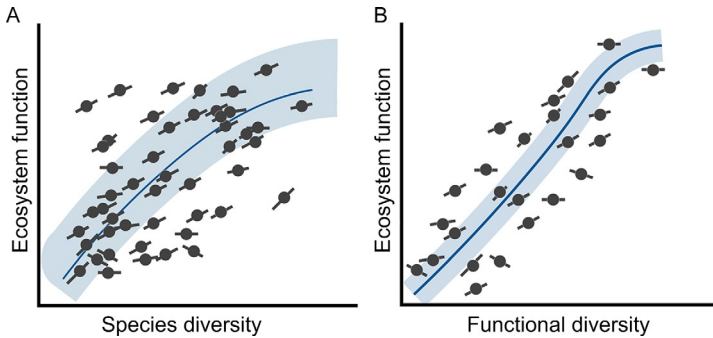 A
Ecosystem function
Species diversity
B
Ecosystem function
Functional diversity